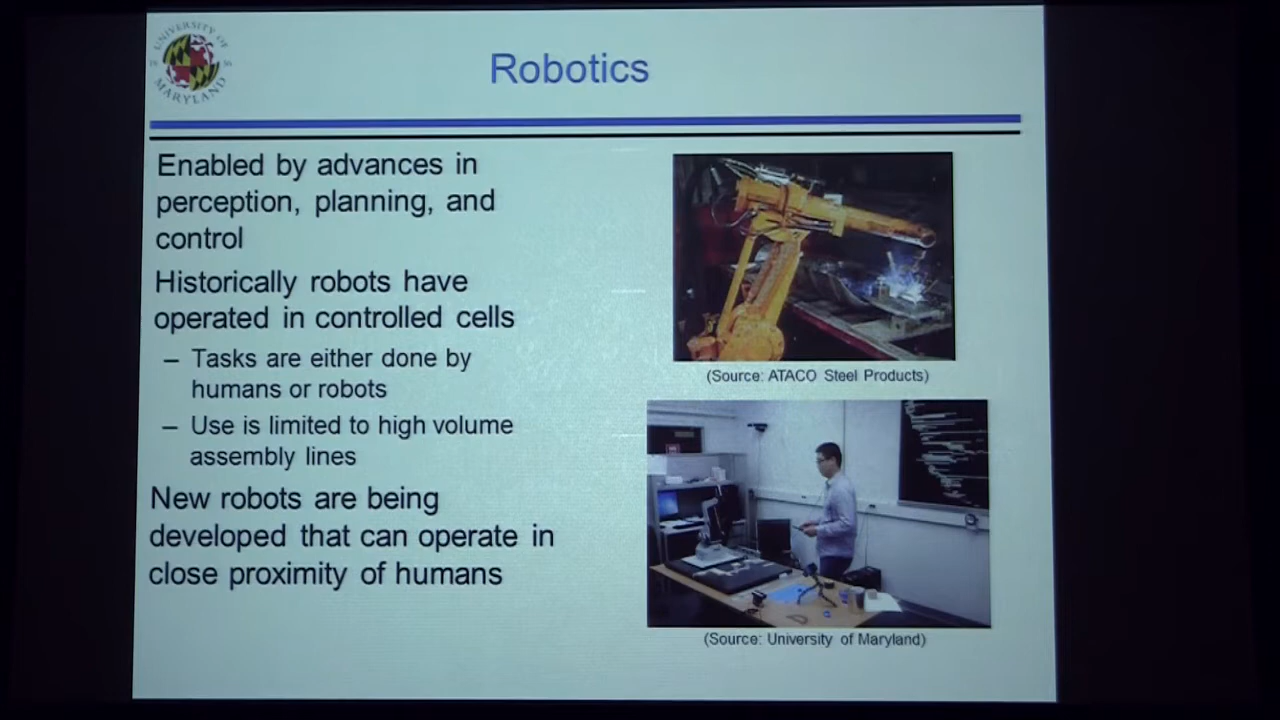 UNIVERSITY OF
MARYLAND
Robotics
Enabled by advances in
perception, planning, and
control
Historically robots have
operated in controlled cells
– Tasks are either done by
humans or robots
– Use is limited to high volume
assembly lines
New robots are being
developed that can operate in
close proximity of humans
(Source: ATACO Steel Products)
(Source: University of Maryland)